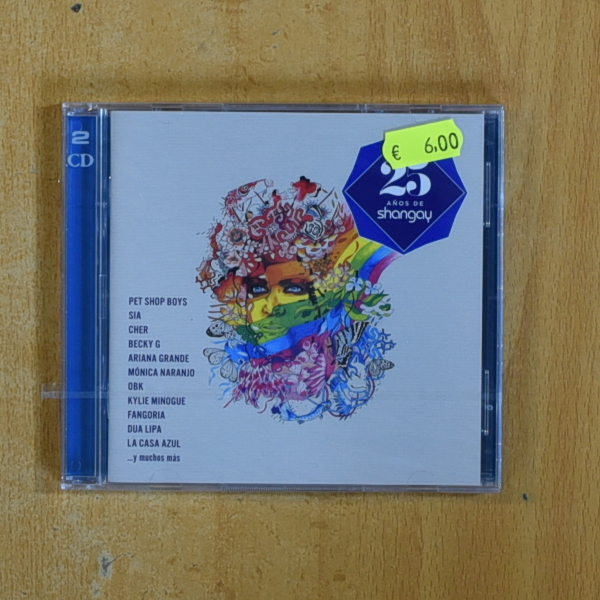 2
CD
€ 6,00
25
AÑOS DE
shangay
PET SHOP BOYS
SIA
CHER
BECKY G
ARIANA GRANDE
MÓNICA NARANJO
OBK
KYLIE MINOGUE
FANGORIA
DUA LIPA
LA CASA AZUL
...y muchos más